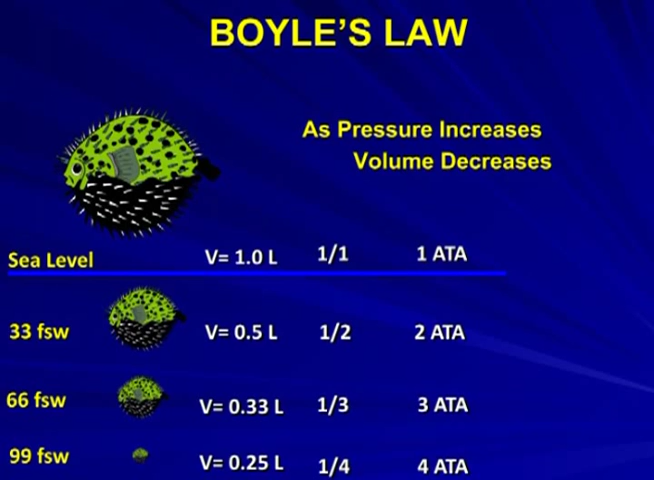 BOYLE'S LAW
As Pressure Increases
Volume Decreases
Sea Level V= 1.0 L 1/1 1 ATA
33 fsw V= 0.5 L 1/2 2 ATA
66 fsw V= 0.33 L 1/3 3 ATA
99 fsw V= 0.25 L 1/4 4 ATA